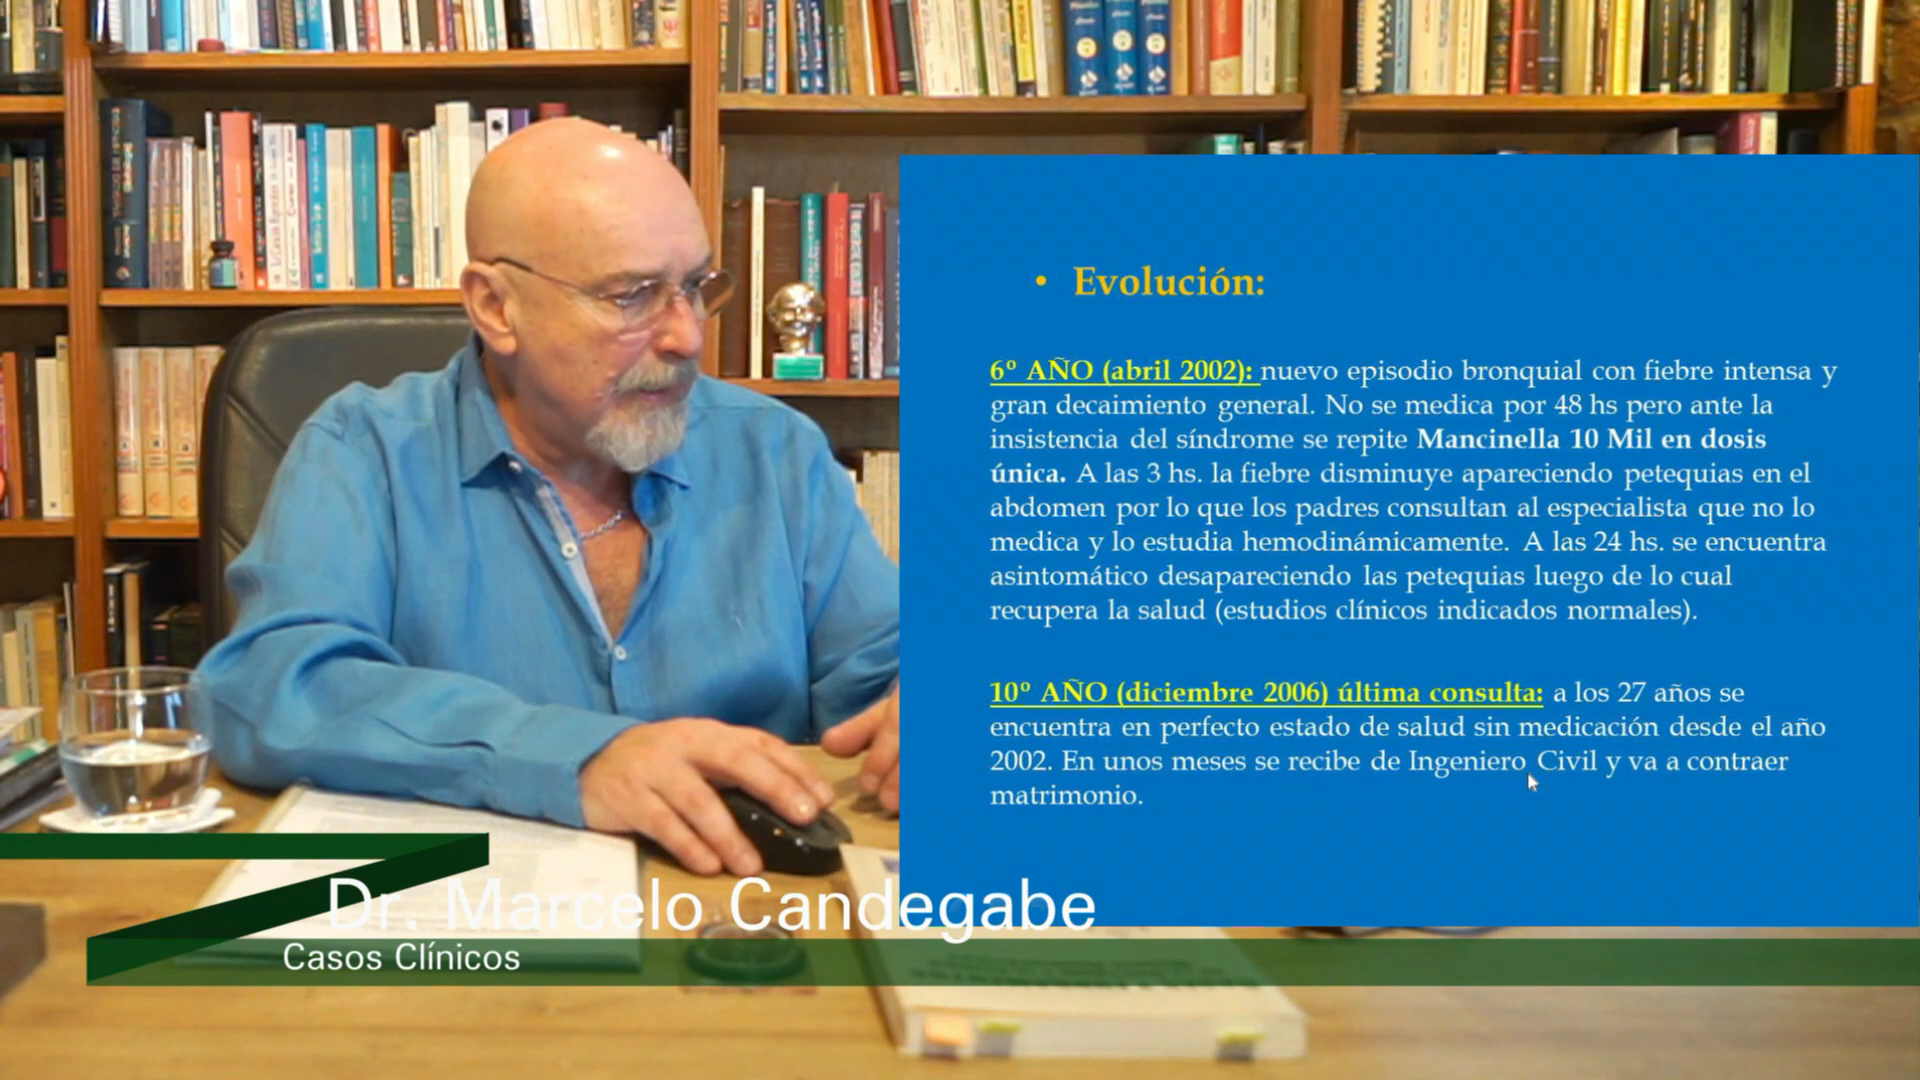 • Evolución:
6º AÑO (abril 2002): nuevo episodio bronquial con fiebre intensa y
gran decaimiento general. No se medica por 48 hs pero ante la
insistencia del síndrome se repite Mancinella 10 Mil en dosis
única. A las 3 hs. la fiebre disminuye apareciendo petequias en el
abdomen por lo que los padres consultan al especialista que no lo
medica y lo estudia hemodinámicamente. A las 24 hs. se encuentra
asintomático desapareciendo las petequias luego de lo cual
recupera la salud (estudios clínicos indicados normales).
10º AÑO (diciembre 2006) última consulta: a los 27 años se
encuentra en perfecto estado de salud sin medicación desde el año
2002. En unos meses se recibe de Ingeniero Civil y va a contraer
matrimonio.
Dr. Marcelo Candegabe
Casos Clínicos